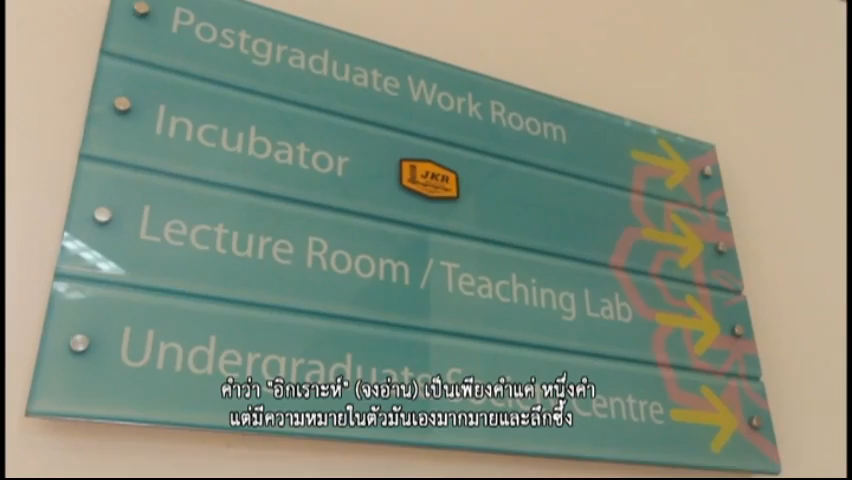 Postgraduate Work Room
Incubator
JKR
Lecture Room / Teaching Lab
Undergraduate Society Centre
คำว่า "อิกเราะห์" (จงอ่าน) เป็นเพียงคำแค่ หนึ่งคำ
แต่มีความหมายในตัวมันเองมากมายและลึกซึ้ง